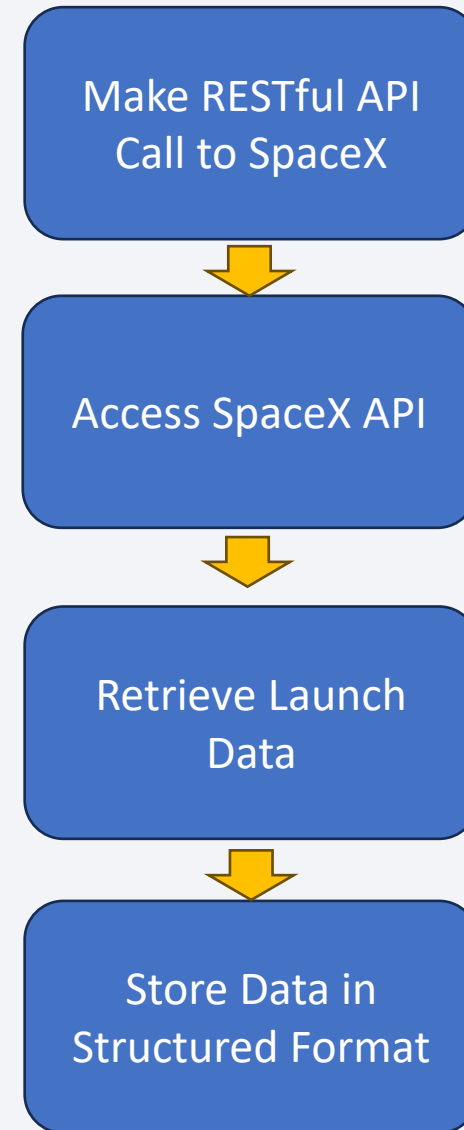 Make RESTful API
Call to SpaceX
Access SpaceX API
Retrieve Launch
Data
Store Data in
Structured Format